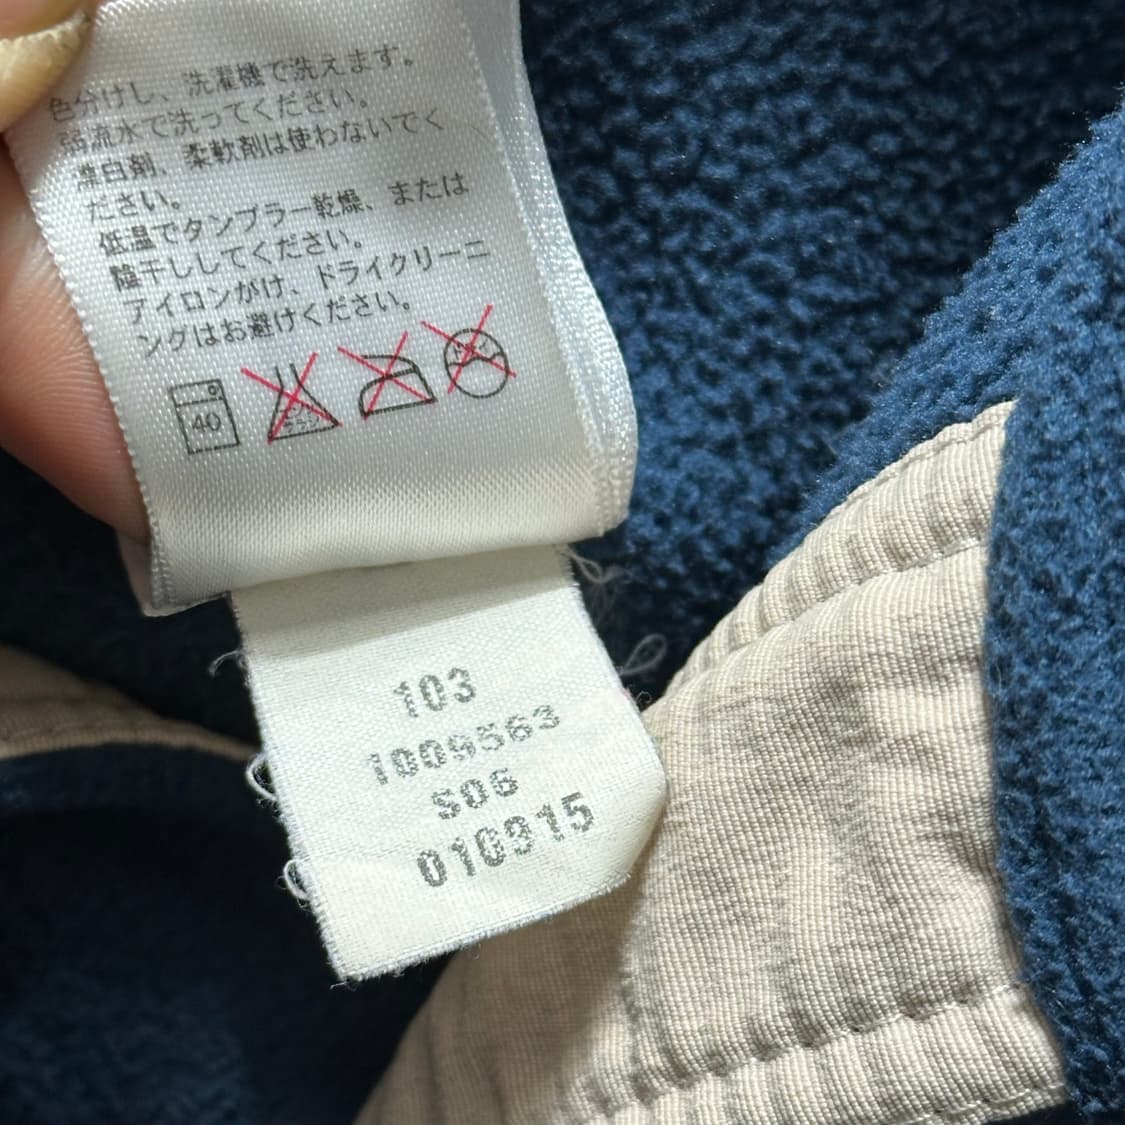 色分けし、洗濯機で洗えます。
弱流水で洗ってください。
漂白剤、柔軟剤は使わないでく
ださい。
低温でタンブラー乾燥、または
陰干ししてください。
アイロンがけ、ドライクリーニ
ングはお避けください。
40
103
1009563
S06
010915